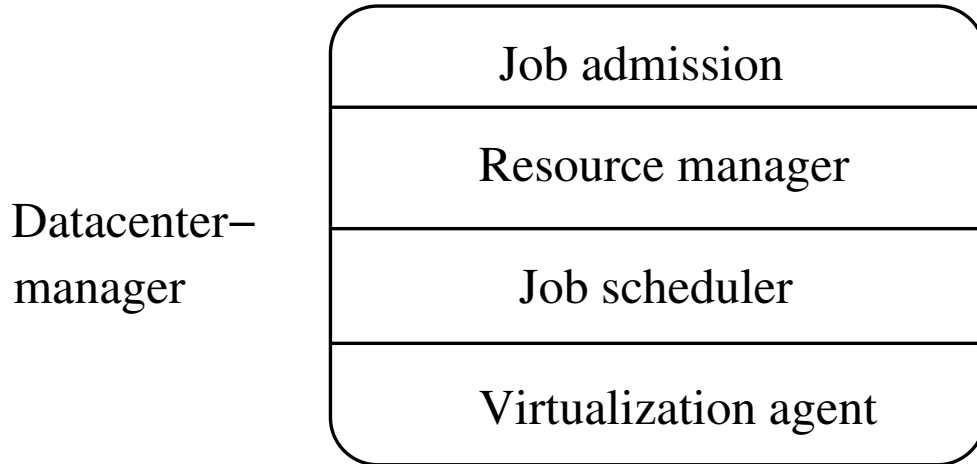 Job admission
Resource manager
Datacenter−
manager
Job scheduler
Virtualization agent